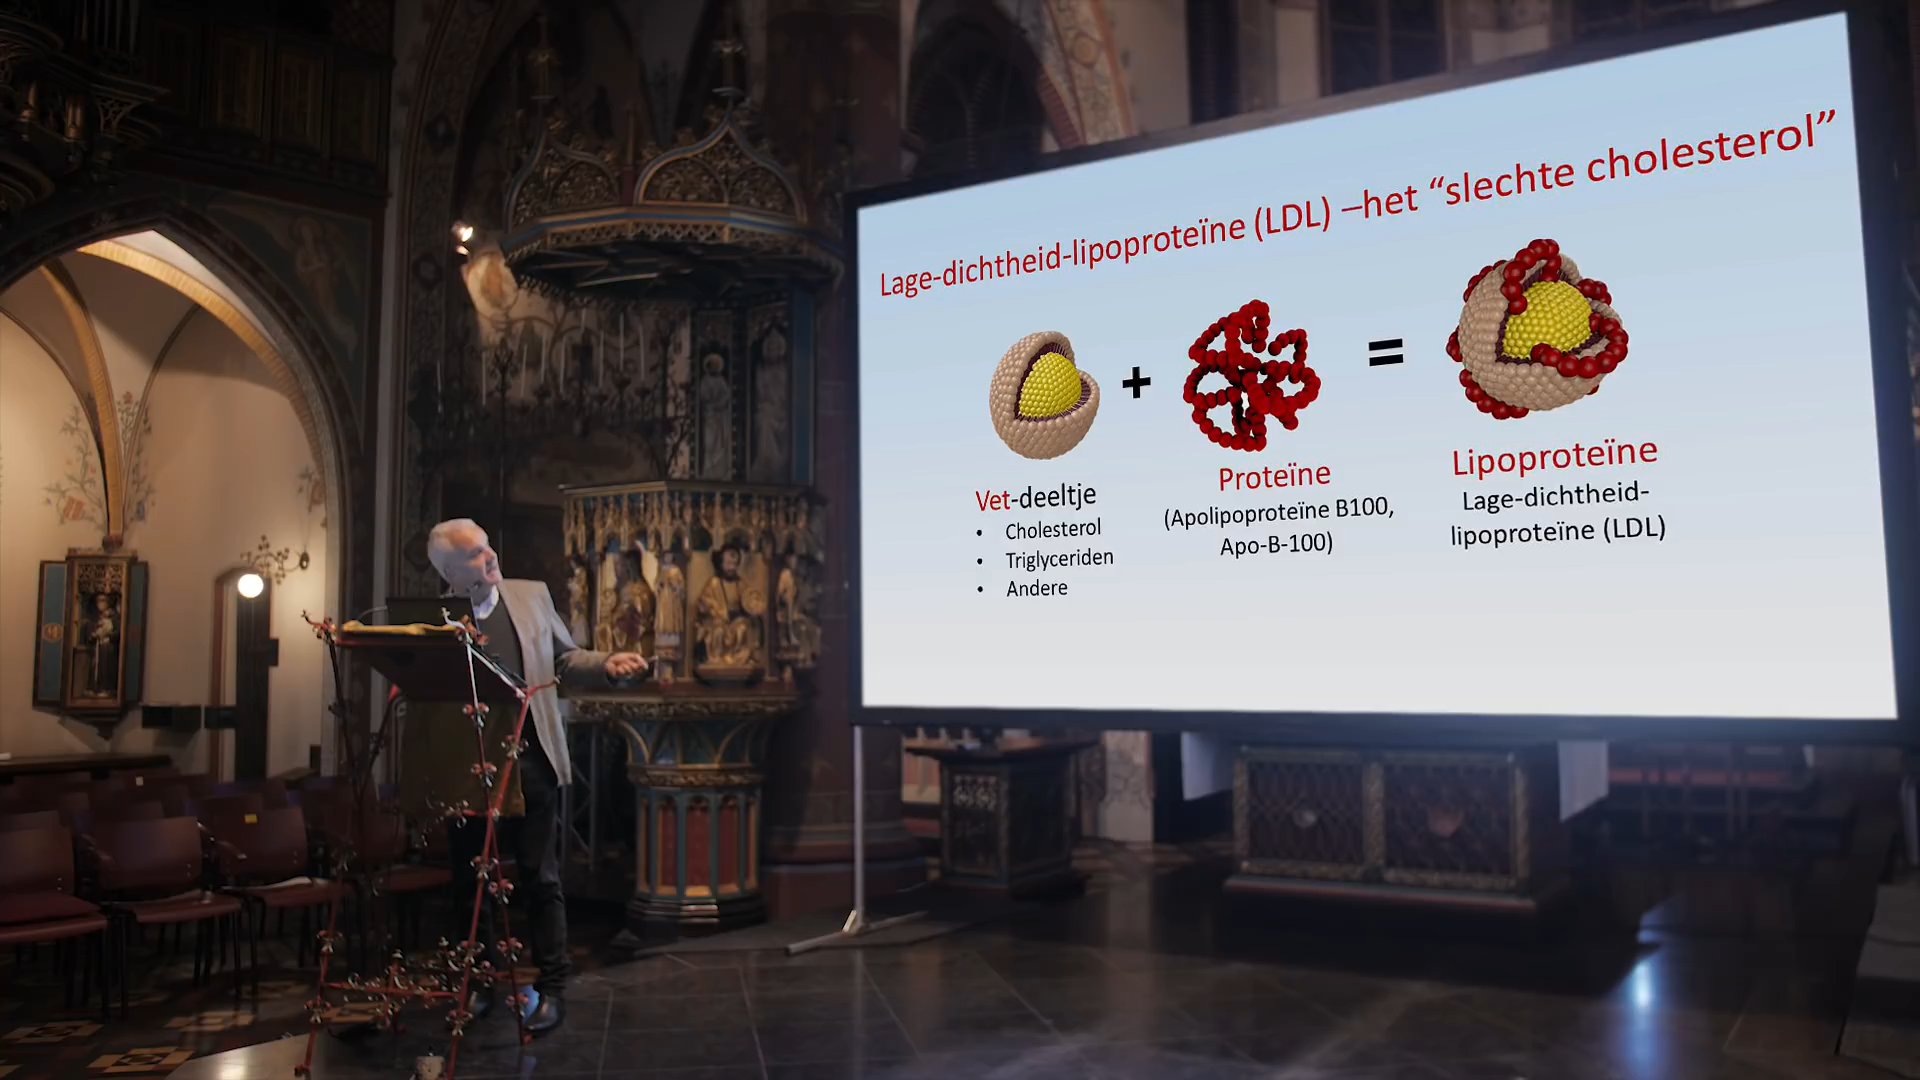 Lage-dichtheid-lipoproteïne (LDL) –het “slechte cholesterol”
+
=
Vet-deeltje
• Cholesterol
• Triglyceriden
• Andere
Proteïne
(Apolipoproteïne B100,
Apo-B-100)
Lipoproteïne
Lage-dichtheid-
lipoproteïne (LDL)